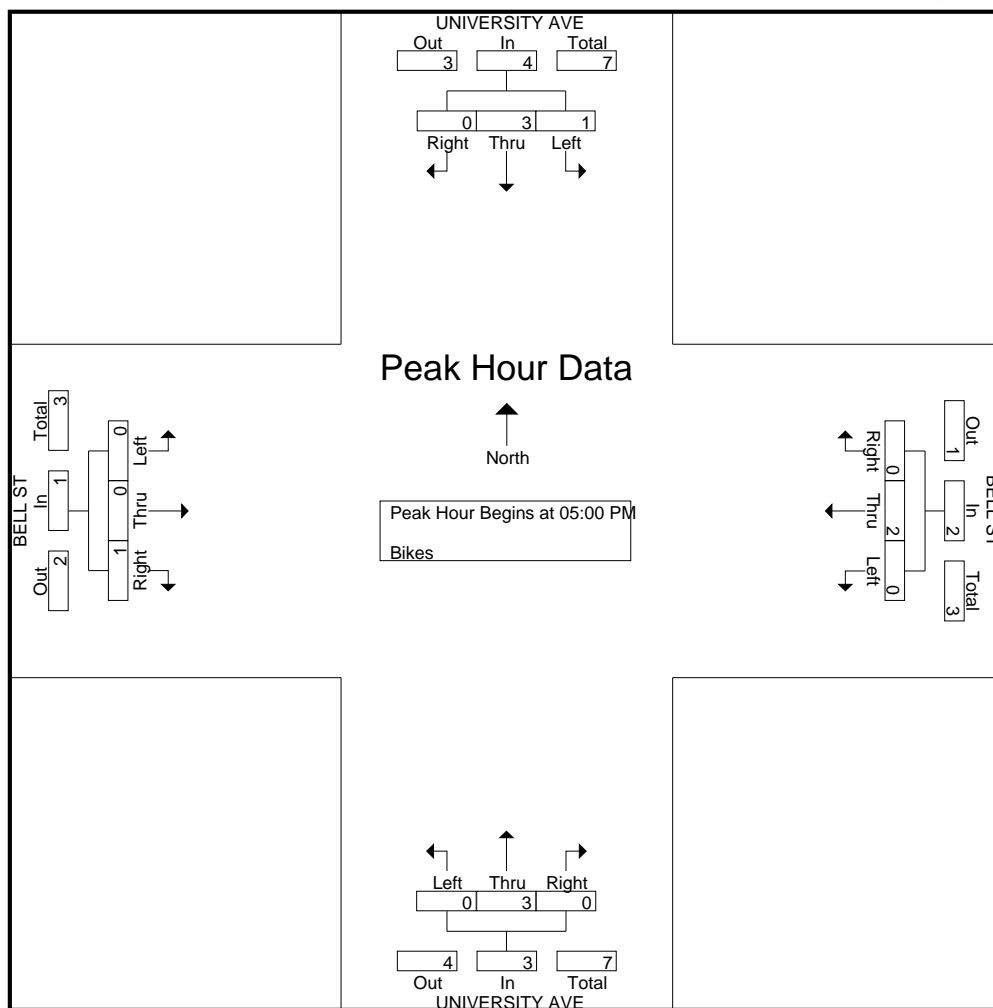 UNIVERSITY AVE
Out In Total
3 4 7
0 3 1
Right Thru Left
Peak Hour Data
North
Peak Hour Begins at 05:00 PM
Bikes
BELL ST
Total In Out
3 1 2
0 0 1
Left Thru Right
BELL ST
Out In Total
1 2 3
0 2 0
Right Thru Left
Left Thru Right
0 3 0
4 3 7
Out In Total
UNIVERSITY AVE